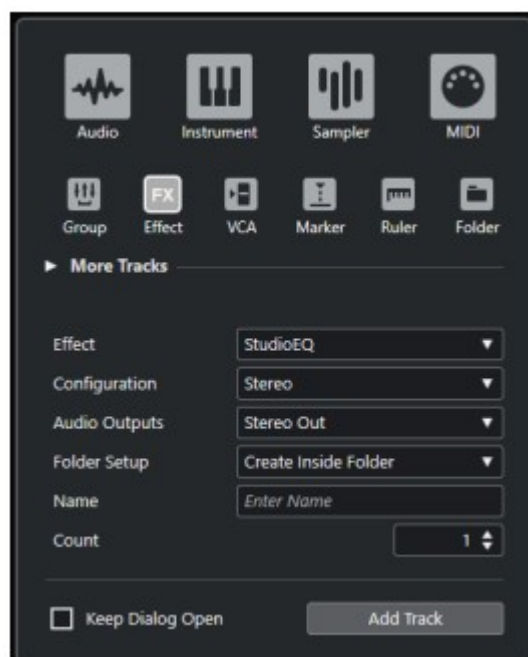 Audio Instrument Sampler MIDI
FX
Group Effect VCA Marker Ruler Folder
More Tracks
Effect StudioEQ
Configuration Stereo
Audio Outputs Stereo Out
Folder Setup Create Inside Folder
Name Enter Name
Count 1
Keep Dialog Open Add Track